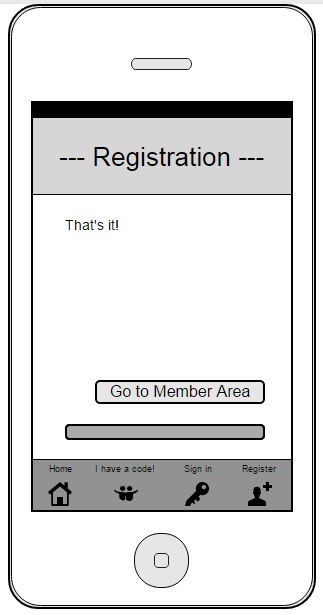 --- Registration ---
That's it!
Go to Member Area
Home I have a code! Sign in Register